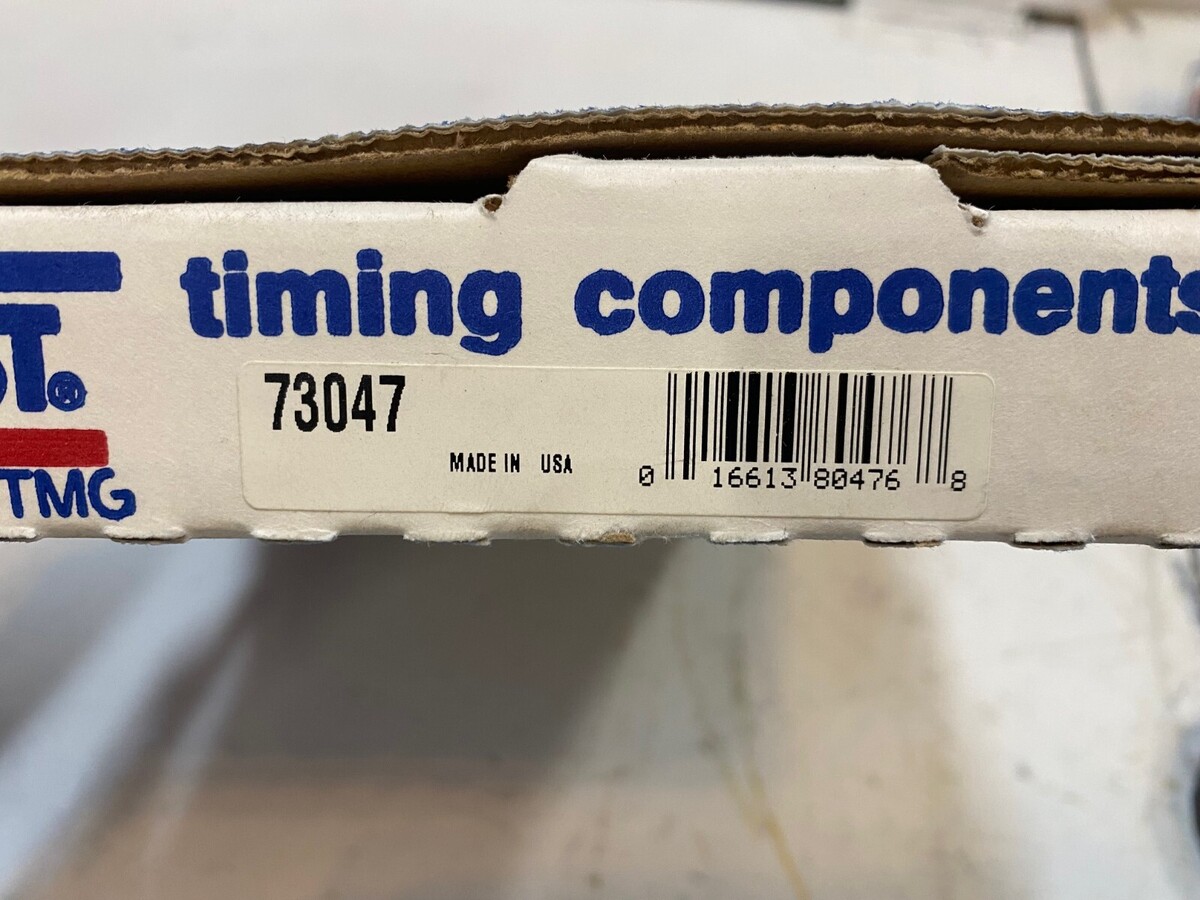 timing components
T®
TMG
73047
MADE IN USA
0 16613 80476 8